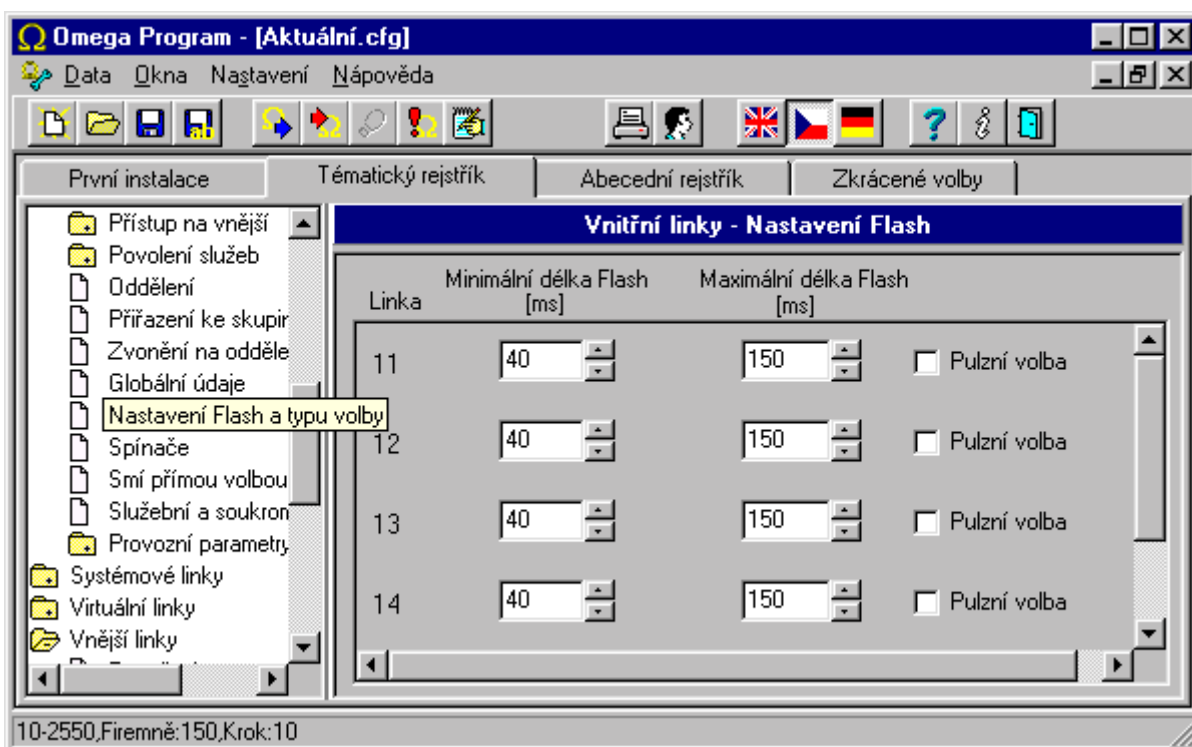 Omega Program - [Aktuální.cfg]
Data Okna Nastavení Nápověda
První instalace Tématický rejstřík Abecední rejstřík Zkrácené volby
Přístup na vnější
Povolení služeb
Oddělení
Přiřazení ke skupin
Zvonění na odděle
Globální údaje
Nastavení Flash a typu volby
Spínače
Smí přímou volbou
Služební a soukron
Provozní parametry
Systémové linky
Virtuální linky
Vnější linky
Vnitřní linky - Nastavení Flash
Linka
Minimální délka Flash
[ms]
Maximální délka Flash
[ms]
11 40 150 Pulzní volba
12 40 150 Pulzní volba
13 40 150 Pulzní volba
14 40 150 Pulzní volba
10-2550,Firemně:150,Krok:10